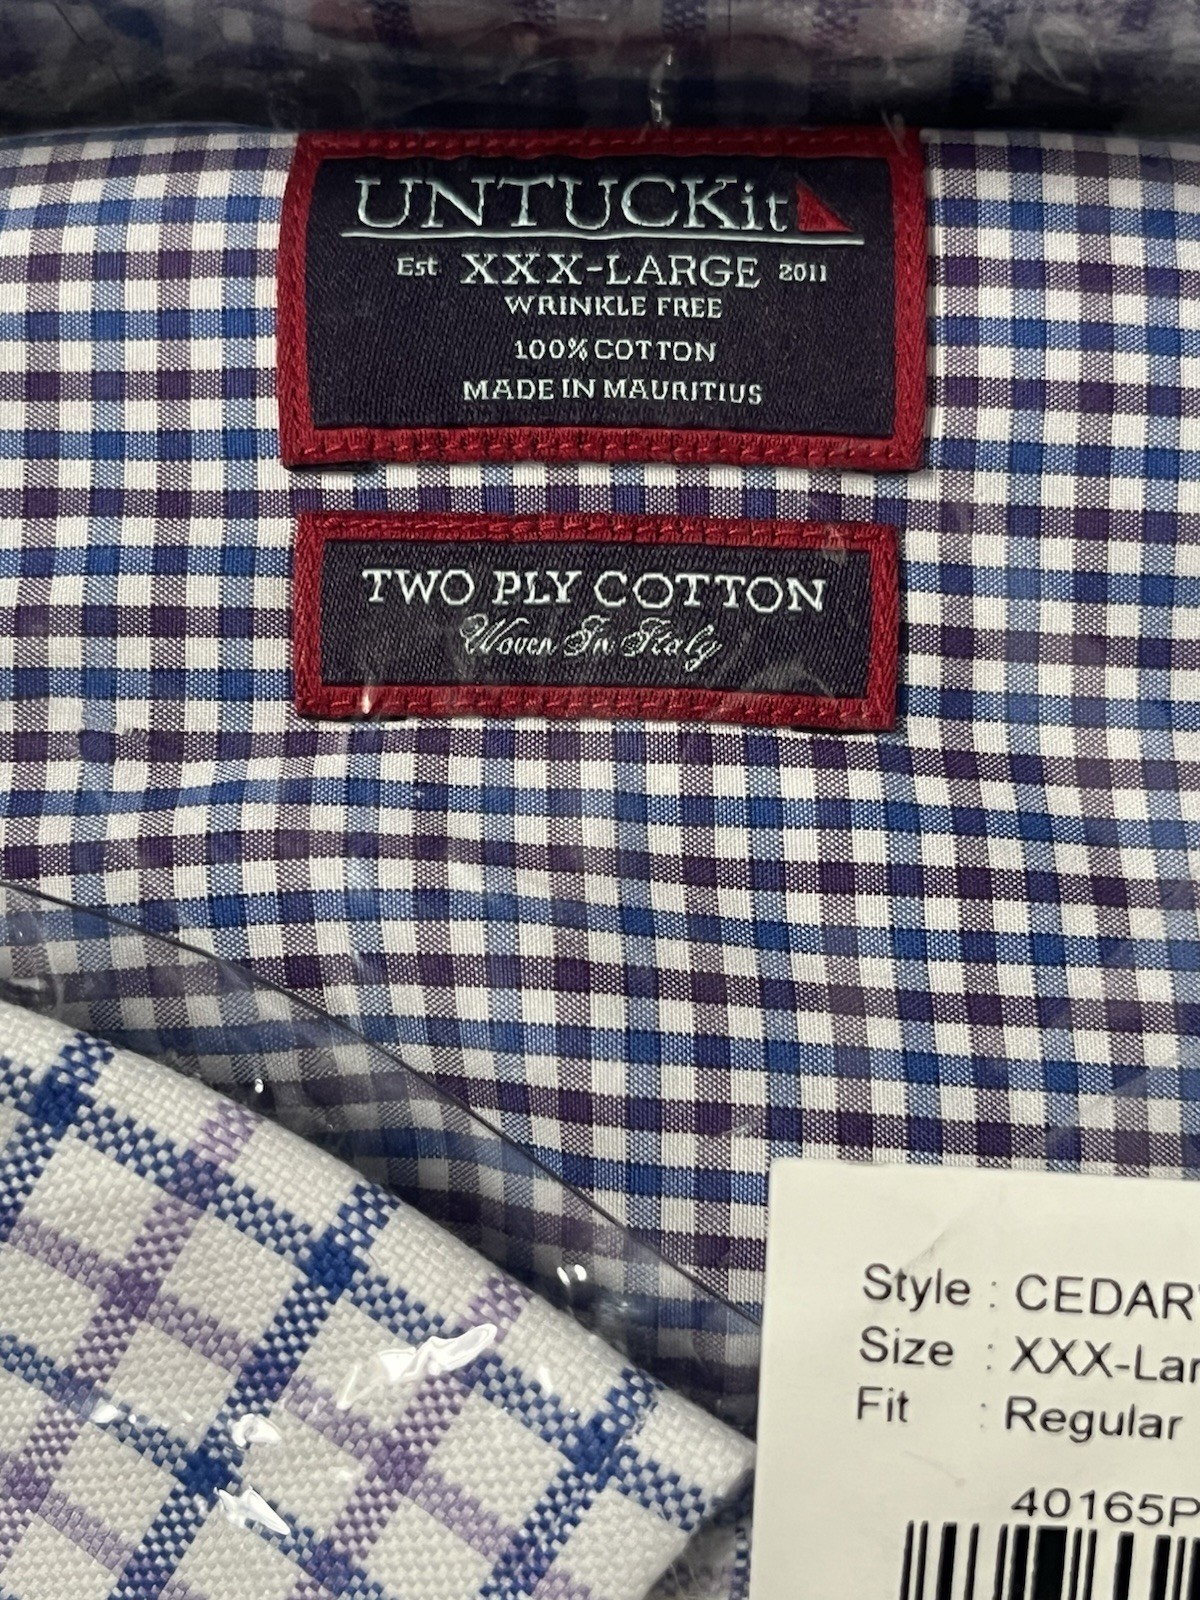 UNTUCKit
Est XXX-LARGE 2011
WRINKLE FREE
100% COTTON
MADE IN MAURITIUS
TWO PLY COTTON
Woven In Italy
Style : CEDAR
Size : XXX-Lar
Fit : Regular
40165P